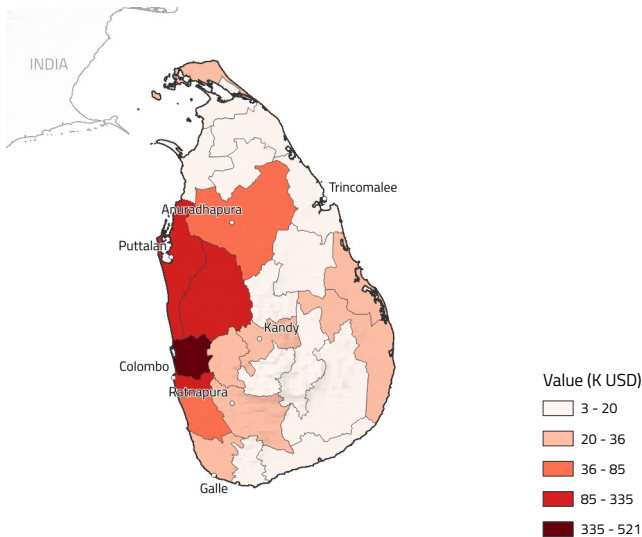 INDIA
Trincomalee
Anuradhapura
Puttalan
Kandy
Colombo
Ratnapura
Galle
Value (K USD)
3 - 20
20 - 36
36 - 85
85 - 335
335 - 521